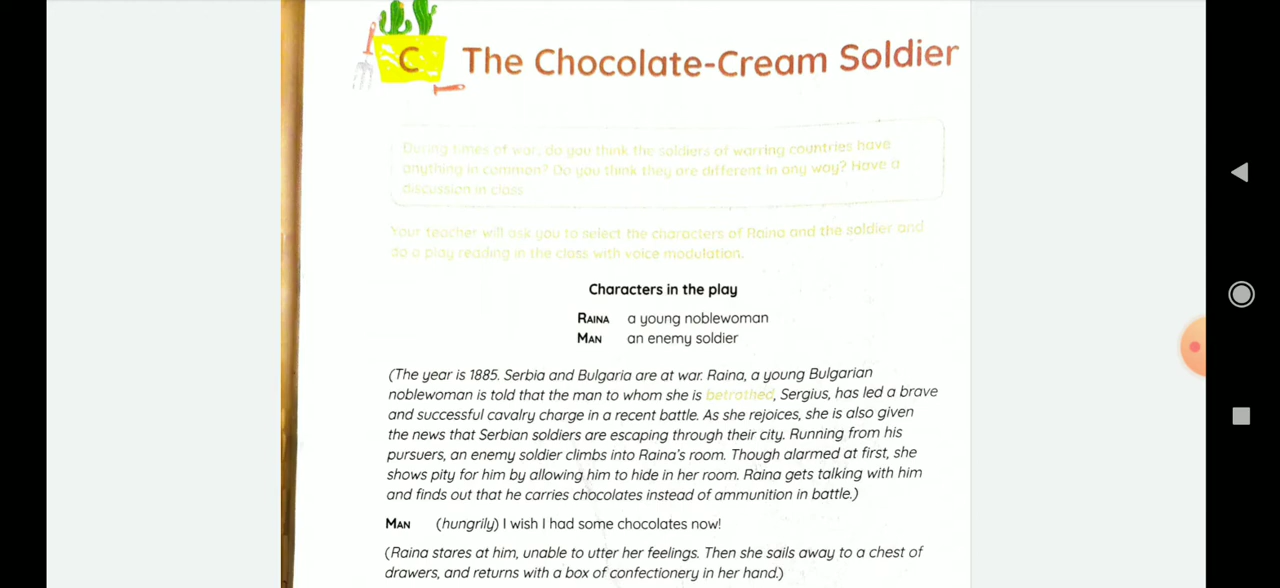 C The Chocolate-Cream Soldier
During times of war, do you think the soldiers of warring countries have
anything in common? Do you think they are different in any way? Have a
discussion in class
Your teacher will ask you to select the characters of Raina and the soldier and
do a play reading in the class with voice modulation.
Characters in the play
RAINA a young noblewoman
MAN an enemy soldier
(The year is 1885. Serbia and Bulgaria are at war. Raina, a young Bulgarian
noblewoman is told that the man to whom she is betrothed, Sergius, has led a brave
and successful cavalry charge in a recent battle. As she rejoices, she is also given
the news that Serbian soldiers are escaping through their city. Running from his
pursuers, an enemy soldier climbs into Raina's room. Though alarmed at first, she
shows pity for him by allowing him to hide in her room. Raina gets talking with him
and finds out that he carries chocolates instead of ammunition in battle.)
MAN (hungrily) I wish I had some chocolates now!
(Raina stares at him, unable to utter her feelings. Then she sails away to a chest of
drawers, and returns with a box of confectionery in her hand.)